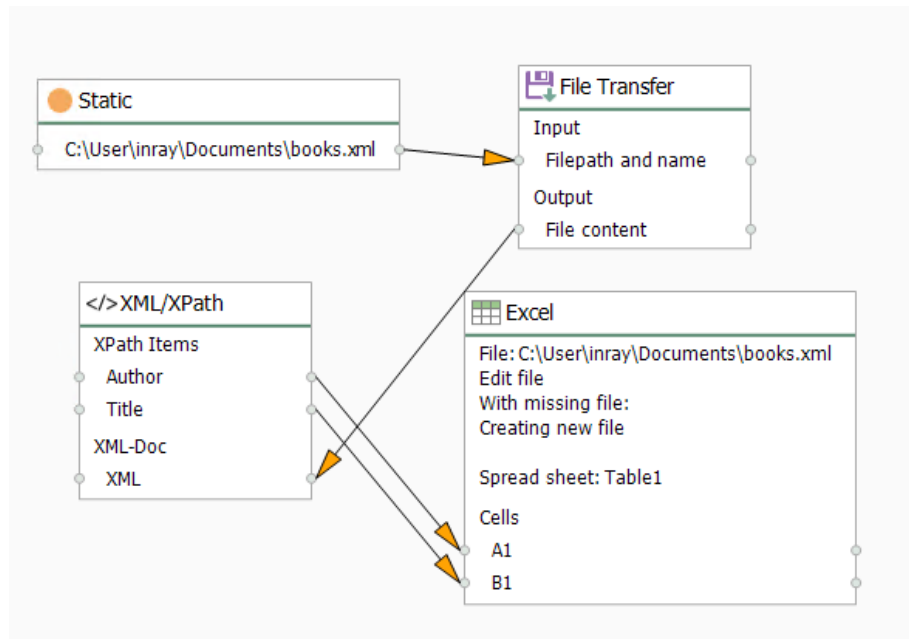 Static
C:\User\inray\Documents\books.xml
File Transfer
Input
Filepath and name
Output
File content
</>XML/XPath
XPath Items
Author
Title
XML-Doc
XML
Excel
File: C:\User\inray\Documents\books.xml
Edit file
With missing file:
Creating new file
Spread sheet: Table1
Cells
A1
B1